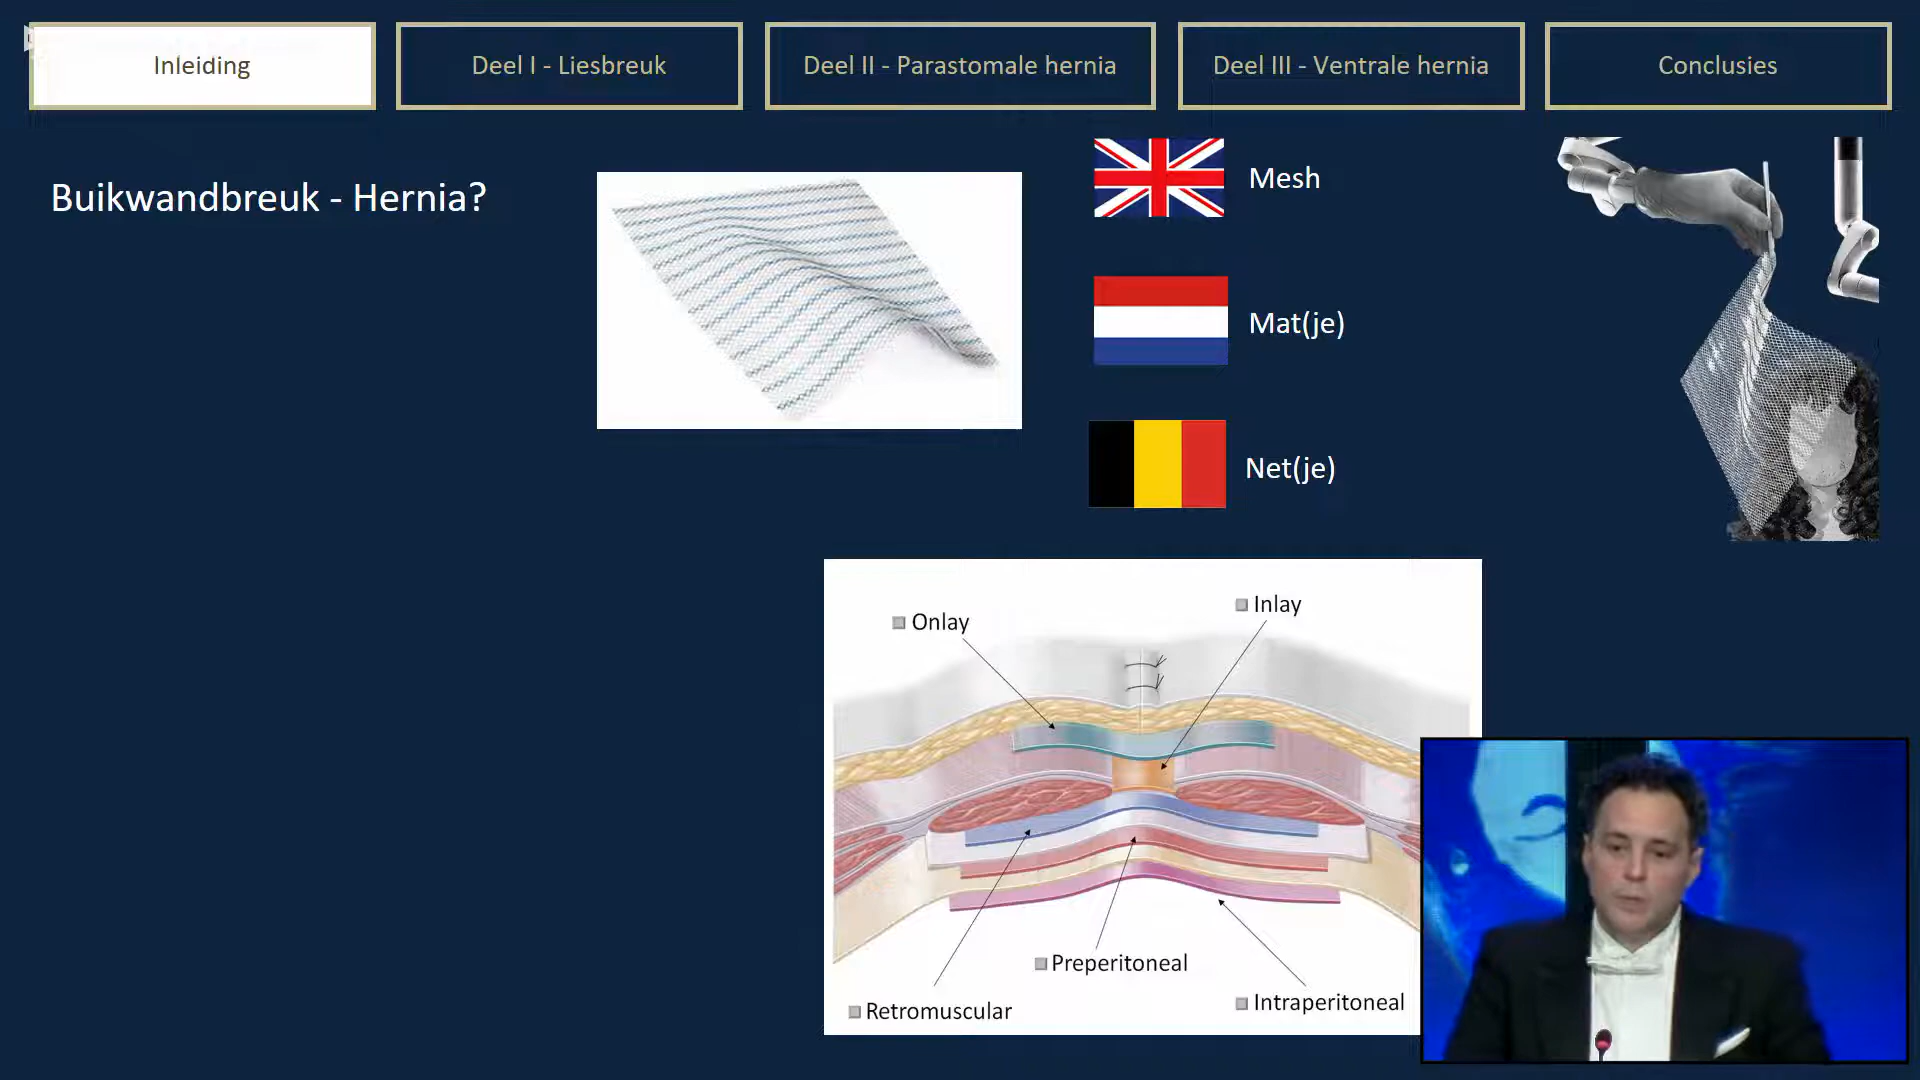 Inleiding
Deel I - Liesbreuk
Deel II - Parastomale hernia
Deel III - Ventrale hernia
Conclusies
Buikwandbreuk - Hernia?
Mesh
Mat(je)
Net(je)
Onlay
Inlay
Preperitoneal
Retromuscular
Intraperitoneal